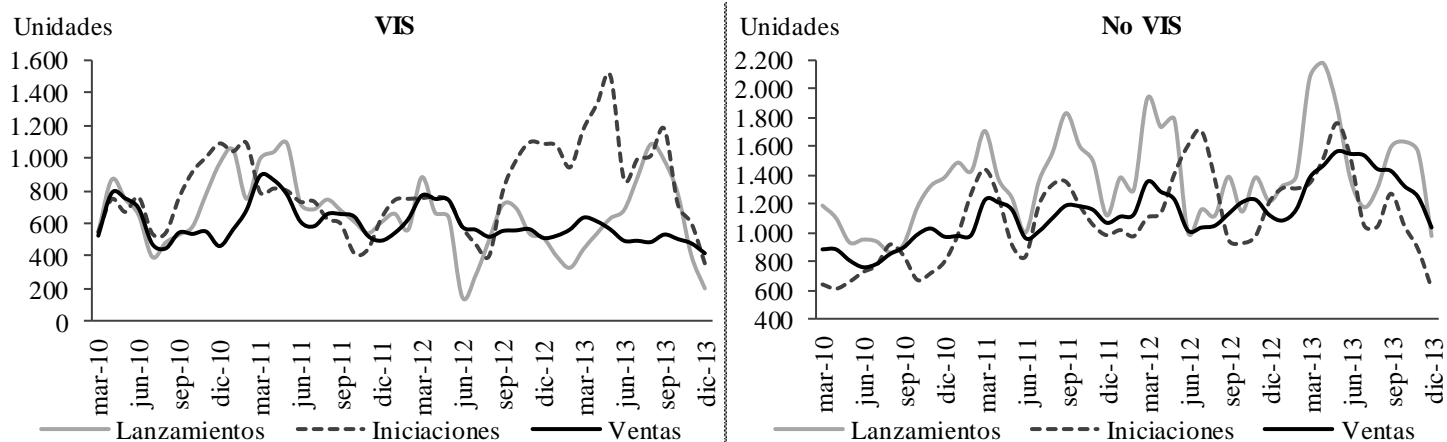 VIS
Unidades
1.600
1.400
1.200
1.000
800
600
400
200
0
mar-10
jun-10
sep-10
dic-10
mar-11
jun-11
sep-11
dic-11
mar-12
jun-12
sep-12
dic-12
mar-13
jun-13
sep-13
dic-13
Lanzamientos Iniciaciones Ventas
No VIS
Unidades
2.200
2.000
1.800
1.600
1.400
1.200
1.000
800
600
400
mar-10
jun-10
sep-10
dic-10
mar-11
jun-11
sep-11
dic-11
mar-12
jun-12
sep-12
dic-12
mar-13
jun-13
sep-13
dic-13
Lanzamientos Iniciaciones Ventas